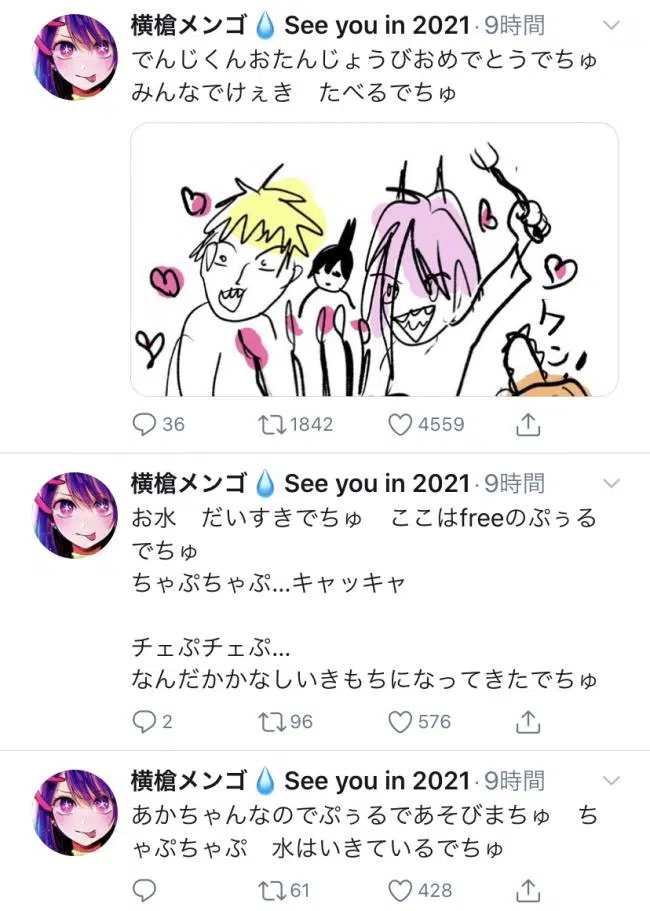 横槍メンゴ💧See you in 2021・9時間
でんじくんおたんじょうびおめでとうでちゅ
みんなでけぇき　たべるでちゅ
ワン!
36 1842 4559
横槍メンゴ💧See you in 2021・9時間
お水　だいすきでちゅ　ここはfreeのぷぅる
でちゅ
ちゃぷちゃぷ...キャッキャ
チェぷチェぷ...
なんだかかなしいきもちになってきたでちゅ
2 96 576
横槍メンゴ💧See you in 2021・9時間
あかちゃんなのでぷぅるであそびまちゅ　ち
ゃぷちゃぷ　水はいきているでちゅ
61 428